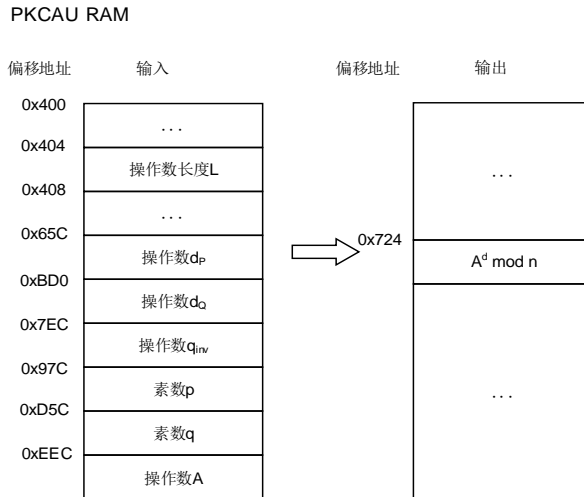 PKCAU RAM
偏移地址 输入 偏移地址 输出
0x400
...
0x404
操作数长度L
0x408
...
0x65C
操作数dP
0xBD0
操作数dQ
0x7EC
操作数qinv
0x97C
素数p
0xD5C
素数q
0xEEC
操作数A
...
0x724
Ad mod n
...